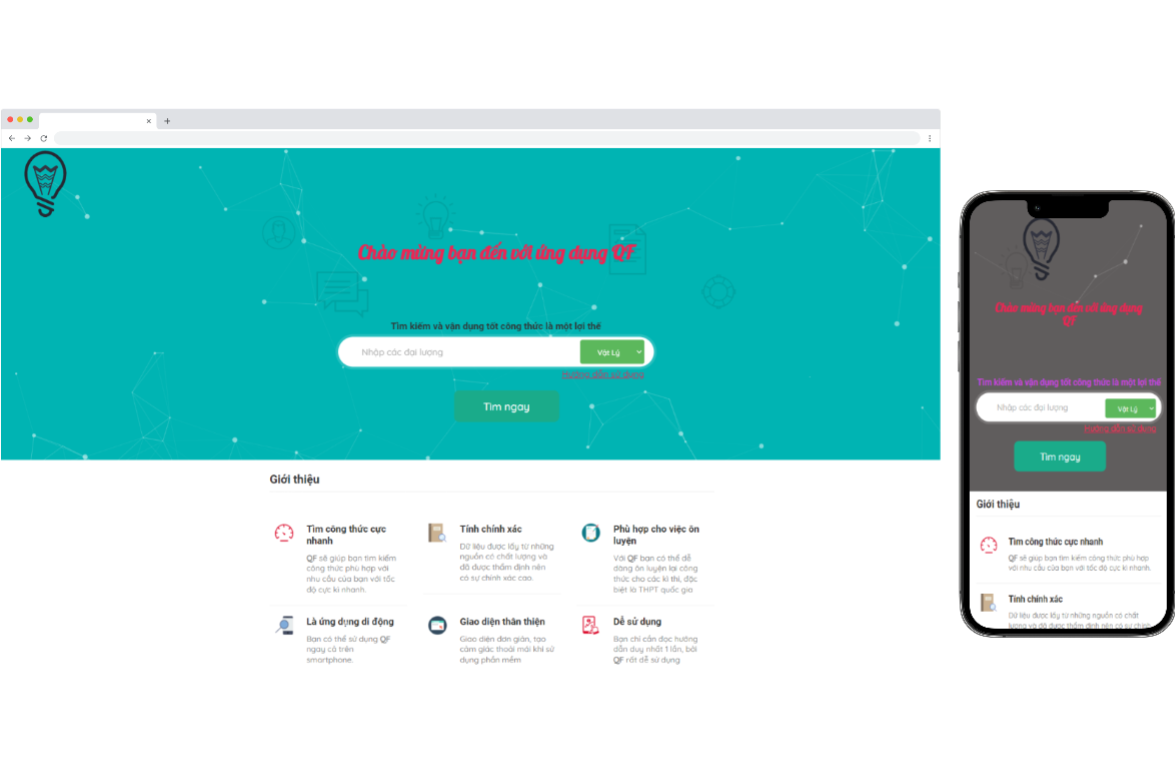 Chào mừng bạn đến với ứng dụng QF
Tìm kiếm và vận dụng tốt công thức là một lợi thế
Nhập các đại lượng
Vật Lý
Hướng dẫn sử dụng
Tìm ngay
Giới thiệu
Tìm công thức cực
nhanh
QF sẽ giúp bạn tìm kiếm
công thức phù hợp với
nhu cầu của bạn với tốc
độ cực kì nhanh.
Tính chính xác
Dữ liệu được lấy từ những
nguồn có chất lượng và
đã được thẩm định nên
có sự chính xác cao.
Phù hợp cho việc ôn
luyện
Với QF bạn có thể dễ
dàng ôn luyện lại công
thức cho các kì thi, đặc
biệt là THPT quốc gia
Là ứng dụng di động
Bạn có thể sử dụng QF
ngay cả trên
smartphone.
Giao diện thân thiện
Giao diện đơn giản, tạo
cảm giác thoải mái khi sử
dụng phần mềm
Dễ sử dụng
Bạn chỉ cần đọc hướng
dẫn duy nhất 1 lần, bởi
QF rất dễ sử dụng
Chào mừng bạn đến với ứng dụng
QF
Tìm kiếm và vận dụng tốt công thức là một lợi thế
Nhập các đại lượng
Vật Lý
Hướng dẫn sử dụng
Tìm ngay
Giới thiệu
Tìm công thức cực nhanh
QF sẽ giúp bạn tìm kiếm công thức phù hợp
với nhu cầu của bạn với tốc độ cực kì nhanh.
Tính chính xác
Dữ liệu được lấy từ những nguồn có chất
lượng và đã được thẩm định nên có sự chính